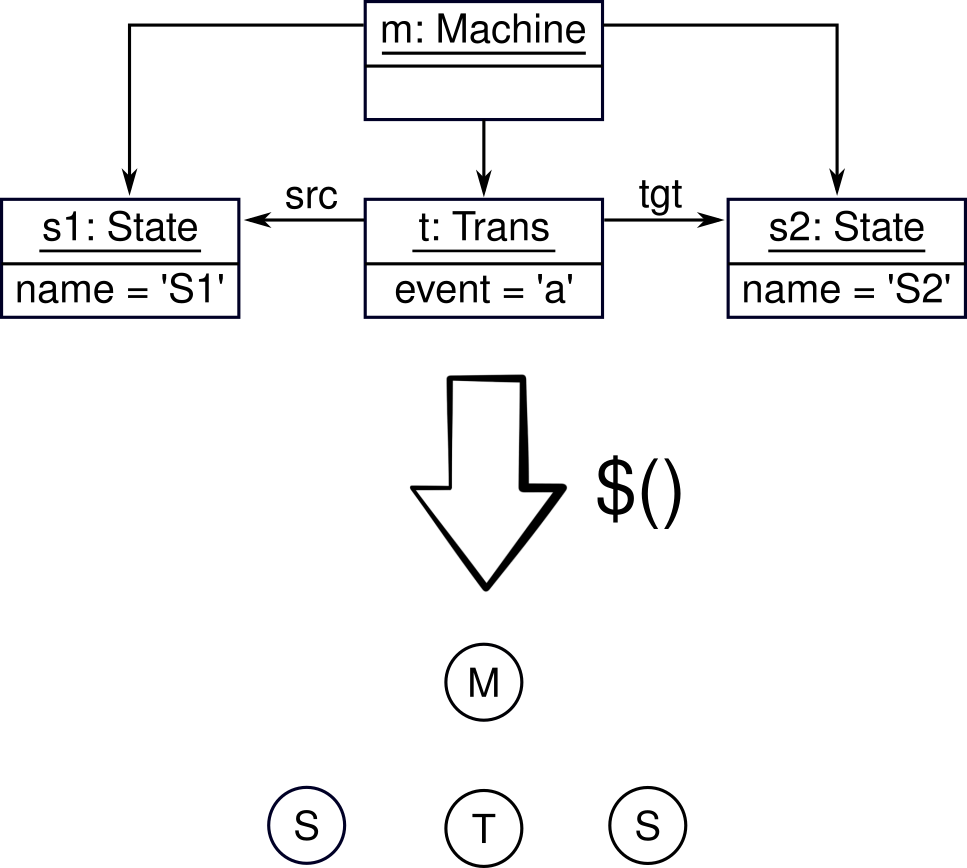 m: Machine
src
tgt
s1: State
t: Trans
s2: State
name = 'S1'
event = 'a'
name = 'S2'
$()
M
S
T
S